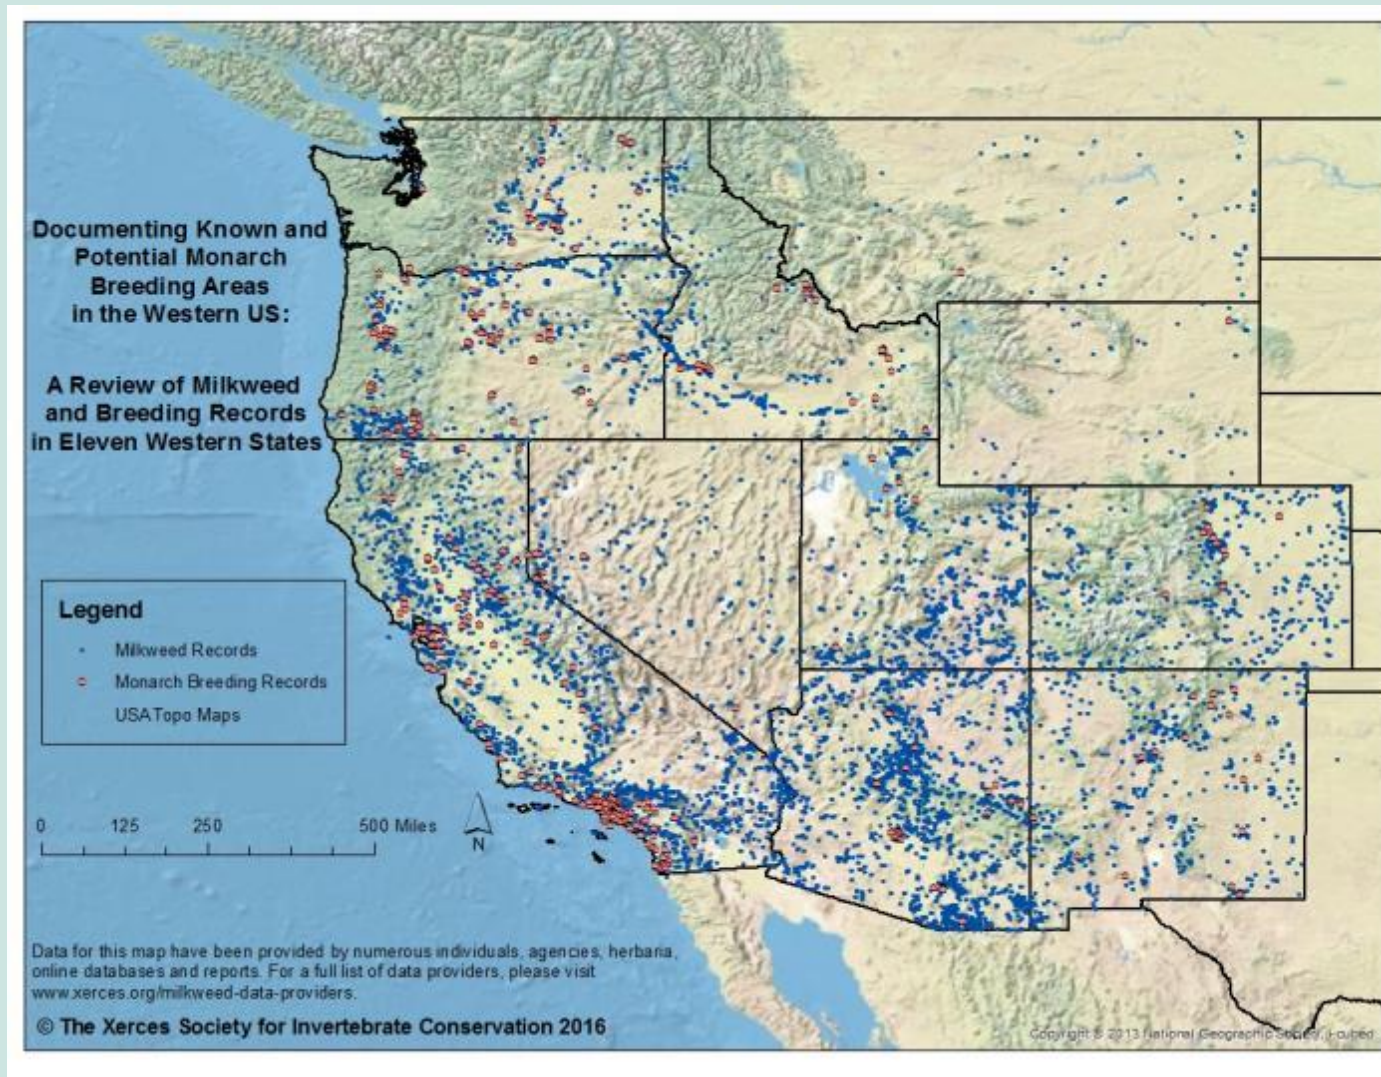 Documenting Known and
Potential Monarch
Breeding Areas
in the Western US:
A Review of Milkweed
and Breeding Records
in Eleven Western States
Legend
Milkweed Records
Monarch Breeding Records
USA Topo Maps
0 125 250 500 Miles
N
Data for this map have been provided by numerous individuals, agencies, herbaria,
online databases and reports. For a full list of data providers, please visit
www.xerces.org/milkweed-data-providers.
© The Xerces Society for Invertebrate Conservation 2016
Copyright © 2013 National Geographic Society, i-cubed